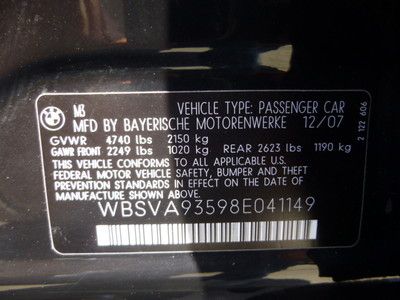 M3 VEHICLE TYPE: PASSENGER CAR
MFD BY BAYERISCHE MOTORENWERKE 12/07
GVWR 4740 lbs 2150 kg
GAWR FRONT 2249 lbs 1020 kg REAR 2623 lbs 1190 kg
THIS VEHICLE CONFORMS TO ALL APPLICABLE U.S.
FEDERAL MOTOR VEHICLE SAFETY, BUMPER AND THEFT
PREVENTION STANDARDS IN EFFECT ON THE DATE OF
MANUFACTURE SHOWN ABOVE.
WBSVA93598E041149
2 122 606